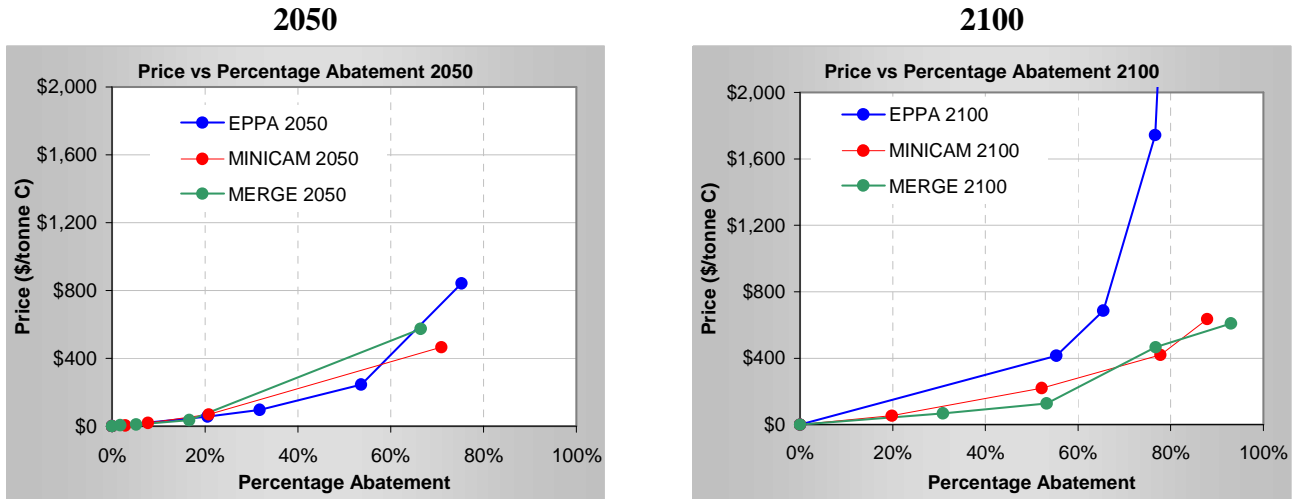 2050
Price vs Percentage Abatement 2050
$2,000
$1,600
$1,200
$800
$400
$0
Price ($/tonne C)
EPPA 2050
MINICAM 2050
MERGE 2050
0% 20% 40% 60% 80% 100%
Percentage Abatement
2100
Price vs Percentage Abatement 2100
$2,000
$1,600
$1,200
$800
$400
$0
Price ($/tonne C)
EPPA 2100
MINICAM 2100
MERGE 2100
0% 20% 40% 60% 80% 100%
Percentage Abatement